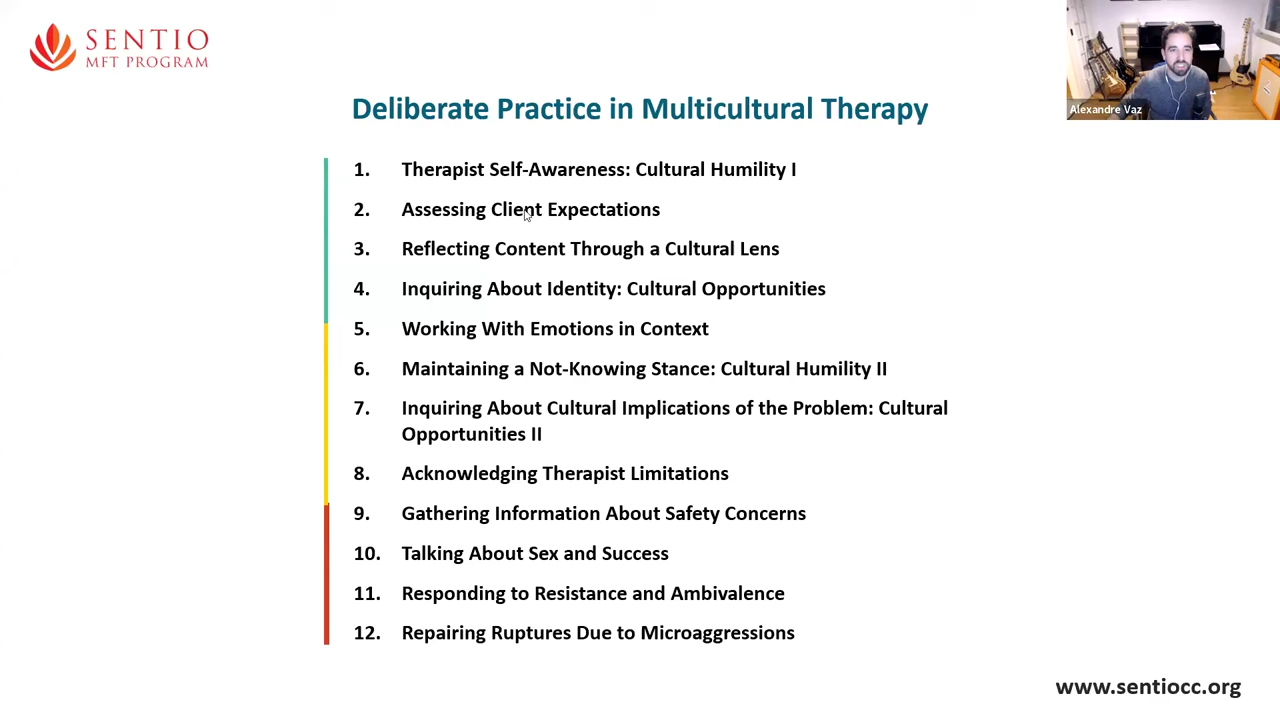 SENTIO
MFT PROGRAM
Alexandre Vaz
Deliberate Practice in Multicultural Therapy
1. Therapist Self-Awareness: Cultural Humility I
2. Assessing Client Expectations
3. Reflecting Content Through a Cultural Lens
4. Inquiring About Identity: Cultural Opportunities
5. Working With Emotions in Context
6. Maintaining a Not-Knowing Stance: Cultural Humility II
7. Inquiring About Cultural Implications of the Problem: Cultural
Opportunities II
8. Acknowledging Therapist Limitations
9. Gathering Information About Safety Concerns
10. Talking About Sex and Success
11. Responding to Resistance and Ambivalence
12. Repairing Ruptures Due to Microaggressions
www.sentiocc.org